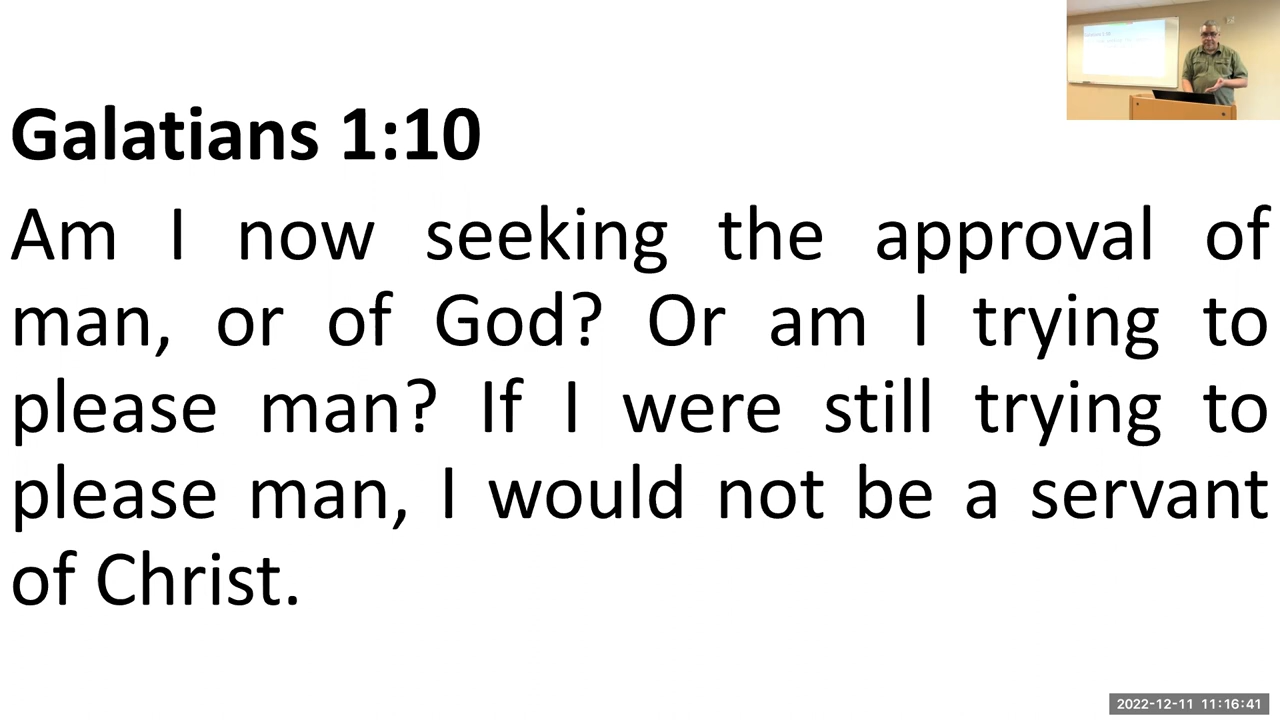 Galatians 1:10
Am I now seeking the approval of
man, or of God? Or am I trying to
please man? If I were still trying to
please man, I would not be a servant
of Christ.
2022-12-11 11:16:41